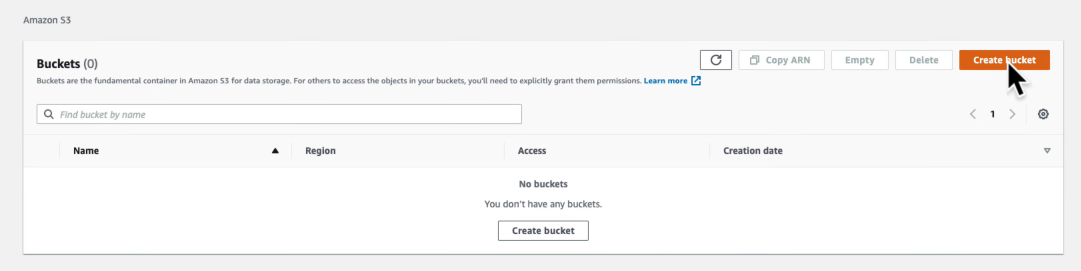 Amazon S3
Buckets (0)
Copy ARN
Empty
Delete
Create bucket
Buckets are the fundamental container in Amazon S3 for data storage. For others to access the objects in your buckets, you'll need to explicitly grant them permissions. Learn more
Find bucket by name
1
Name Region Access Creation date
No buckets
You don't have any buckets.
Create bucket